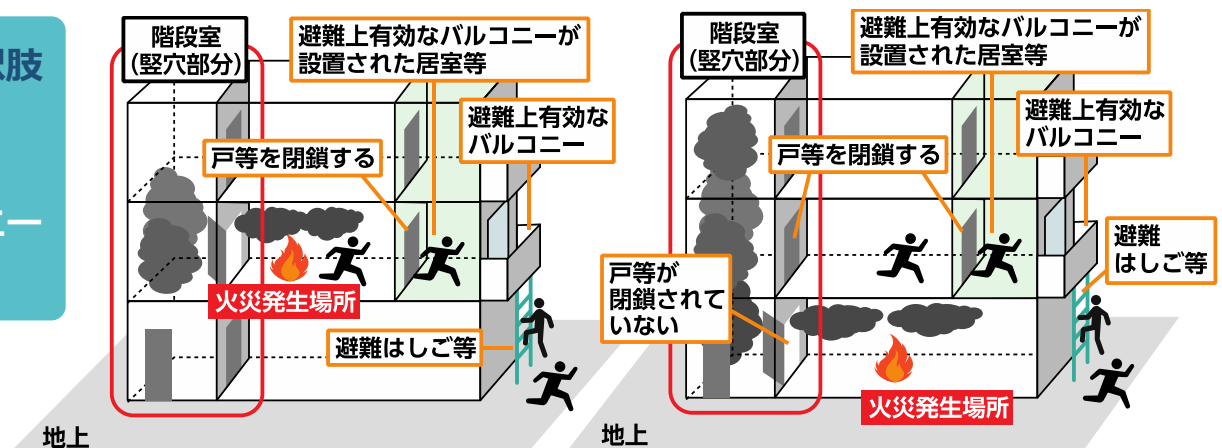 択肢
ニー
階段室
(竪穴部分)
避難上有効なバルコニーが
設置された居室等
避難上有効な
バルコニー
戸等を閉鎖する
火災発生場所
避難はしご等
地上
階段室
(竪穴部分)
避難上有効なバルコニーが
設置された居室等
避難上有効な
バルコニー
戸等を閉鎖する
避難
はしご等
戸等が
閉鎖されて
いない
火災発生場所
地上